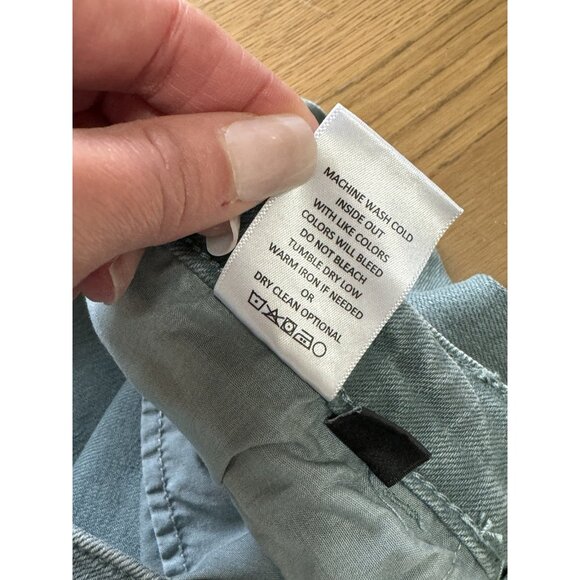 MACHINE WASH COLD
INSIDE OUT
WITH LIKE COLORS
COLORS WILL BLEED
DO NOT BLEACH
TUMBLE DRY LOW
WARM IRON IF NEEDED
OR
DRY CLEAN OPTIONAL